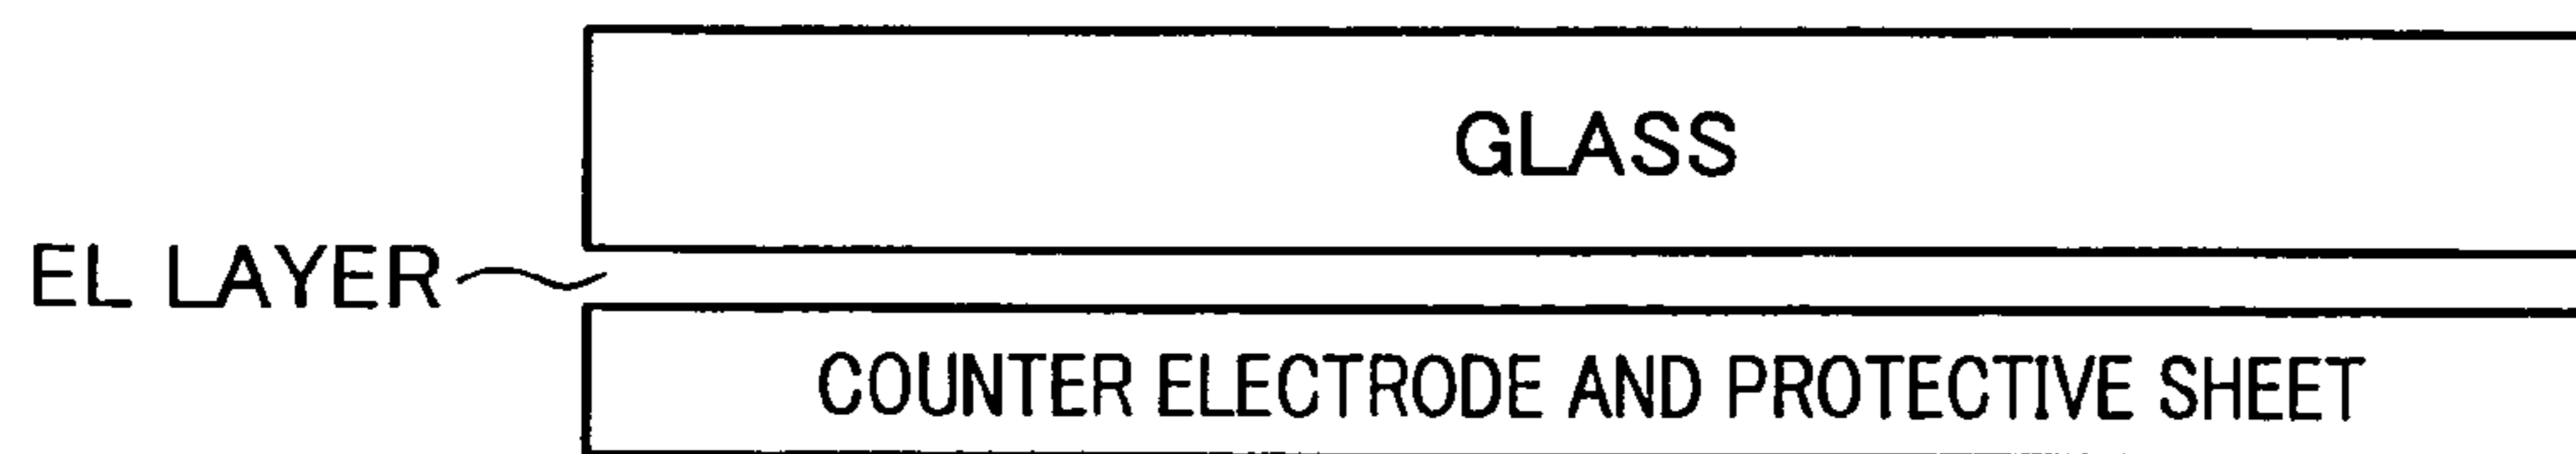 GLASS
EL LAYER
COUNTER ELECTRODE AND PROTECTIVE SHEET